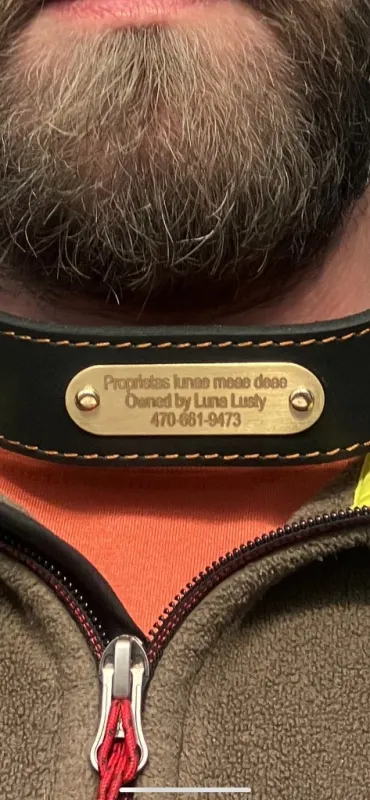 Proprietas lunae meae deae
Owned by Luna Lusty
470-661-9473